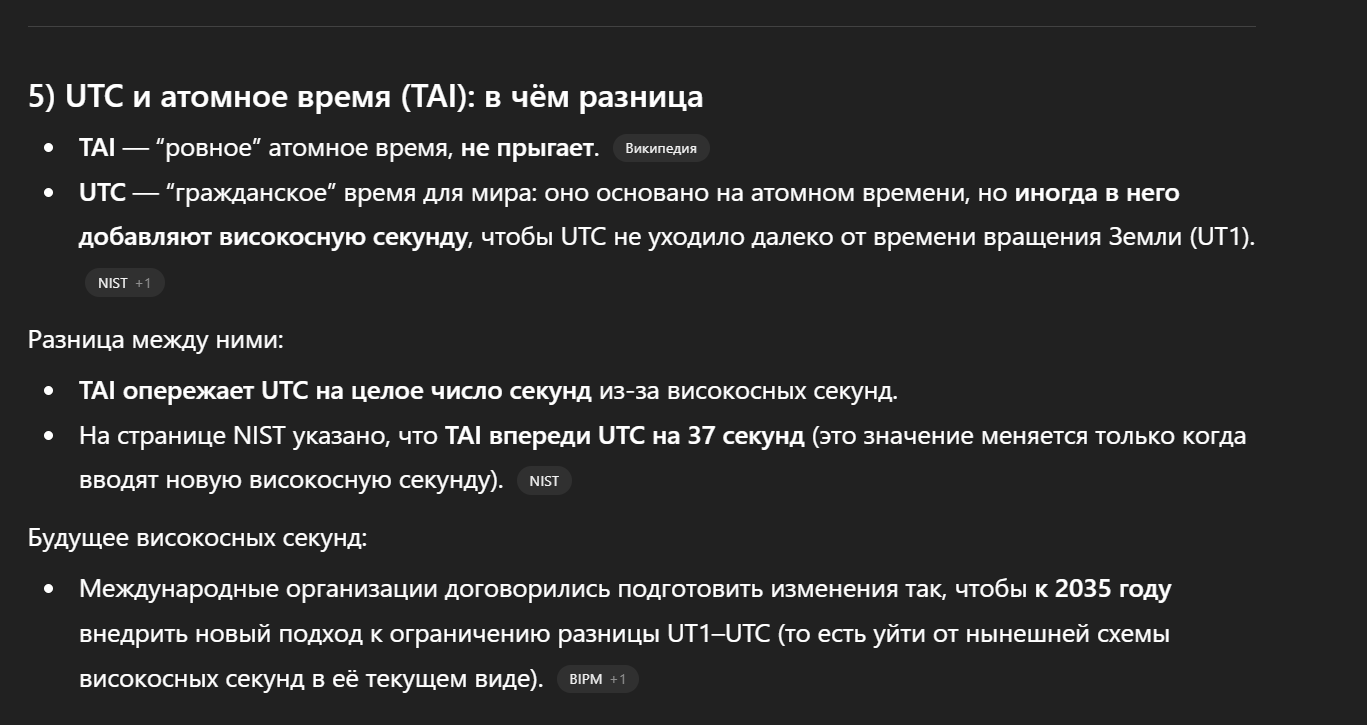 5) UTC и атомное время (TAI): в чём разница
TAI — “ровное” атомное время, не прыгает. Википедия
UTC — “гражданское” время для мира: оно основано на атомном времени, но иногда в него
добавляют високосную секунду, чтобы UTC не уходило далеко от времени вращения Земли (UT1).
NIST +1
Разница между ними:
TAI опережает UTC на целое число секунд из-за високосных секунд.
На странице NIST указано, что TAI впереди UTC на 37 секунд (это значение меняется только когда
вводят новую високосную секунду). NIST
Будущее високосных секунд:
Международные организации договорились подготовить изменения так, чтобы к 2035 году
внедрить новый подход к ограничению разницы UT1–UTC (то есть уйти от нынешней схемы
високосных секунд в её текущем виде). BIPM +1